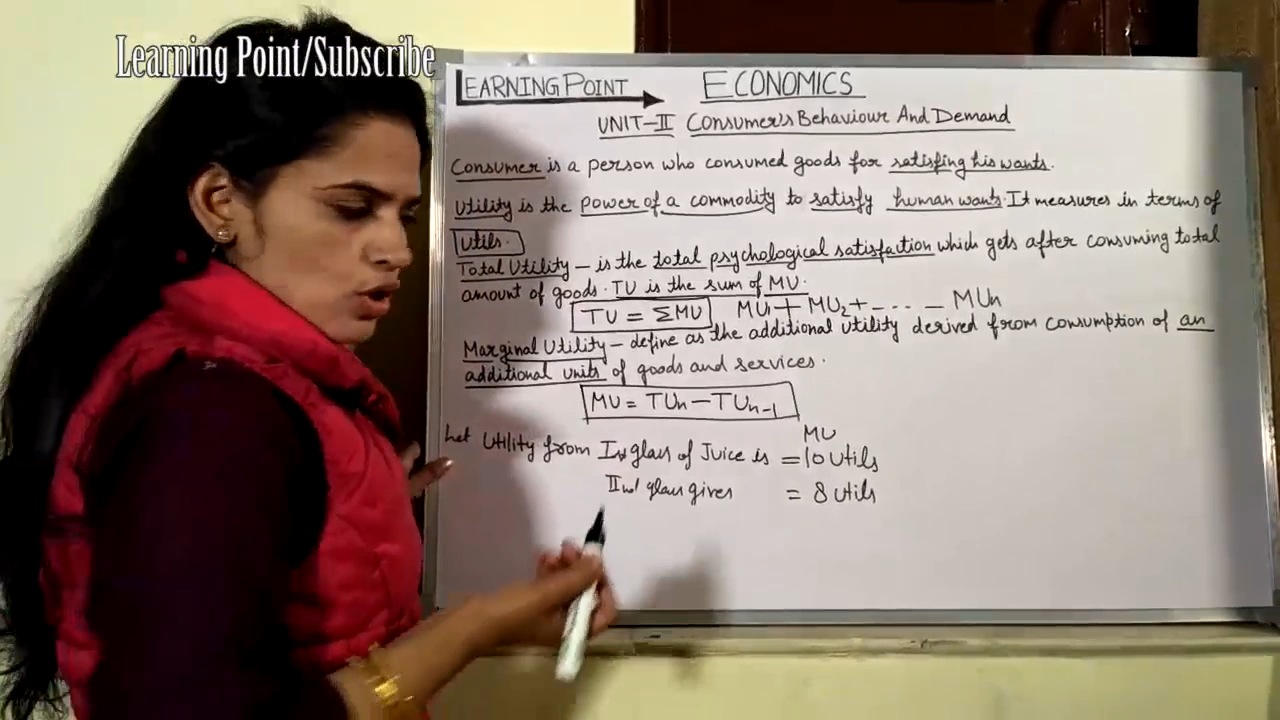 Learning Point/Subscribe
LEARNING POINT
ECONOMICS
UNIT-II Consumer's Behaviour And Demand
Consumer is a person who consumed goods for satisfing his wants.
Utility is the power of a commodity to satisfy human wants. It measures in terms of
Utils.
Total Utility - is the total psychological satisfaction which gets after consuming total
amount of goods. TU is the sum of MU.
TU = ΣMU MU1 + MU2 + - - - - MUn
Marginal Utility - define as the additional utility derived from consumption of an
additional units of goods and services.
MU = TUn - TUn-1
MU
Let Utility from Ist glass of Juice is = 10 utils
IInd glass gives = 8 utils